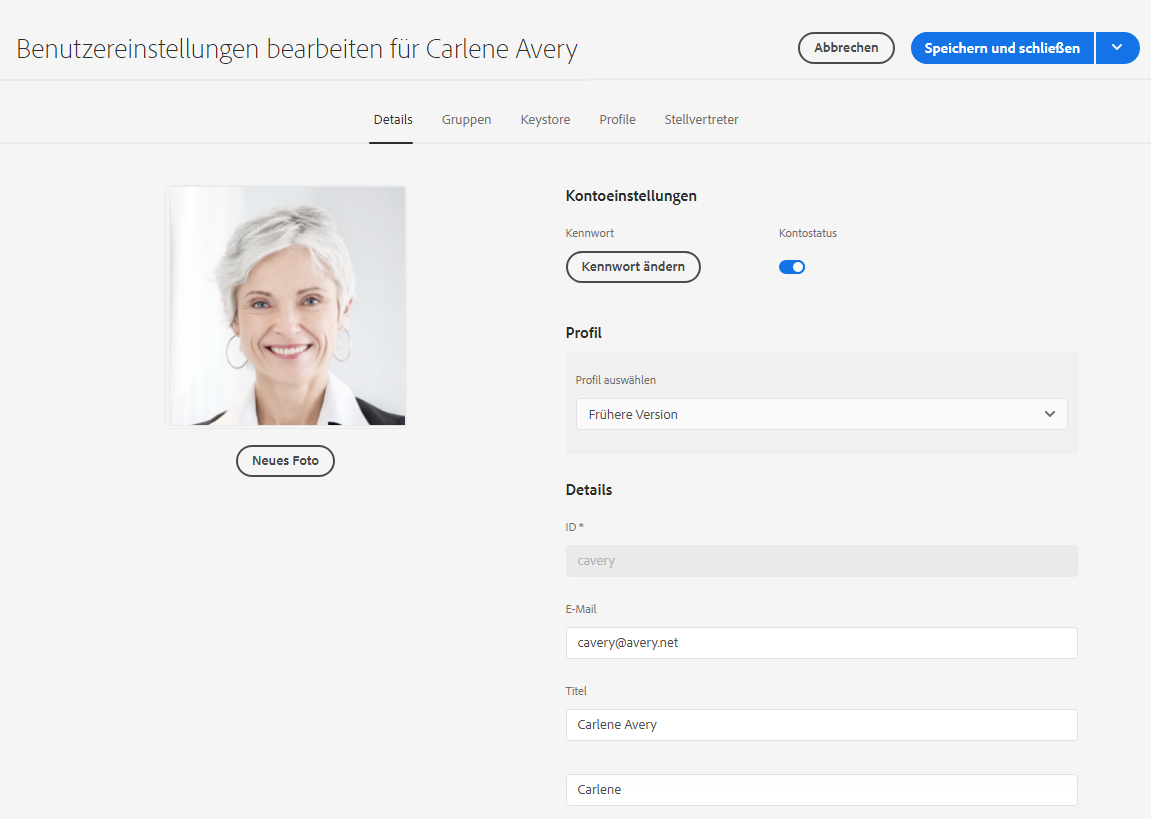 Benutzereinstellungen bearbeiten für Carlene Avery
Abbrechen
Speichern und schließen
Details Gruppen Keystore Profile Stellvertreter
Neues Foto
Kontoeinstellungen
Kennwort Kontostatus
Kennwort ändern
Profil
Profil auswählen
Frühere Version
Details
ID *
cavery
E-Mail
cavery@avery.net
Titel
Carlene Avery
Carlene